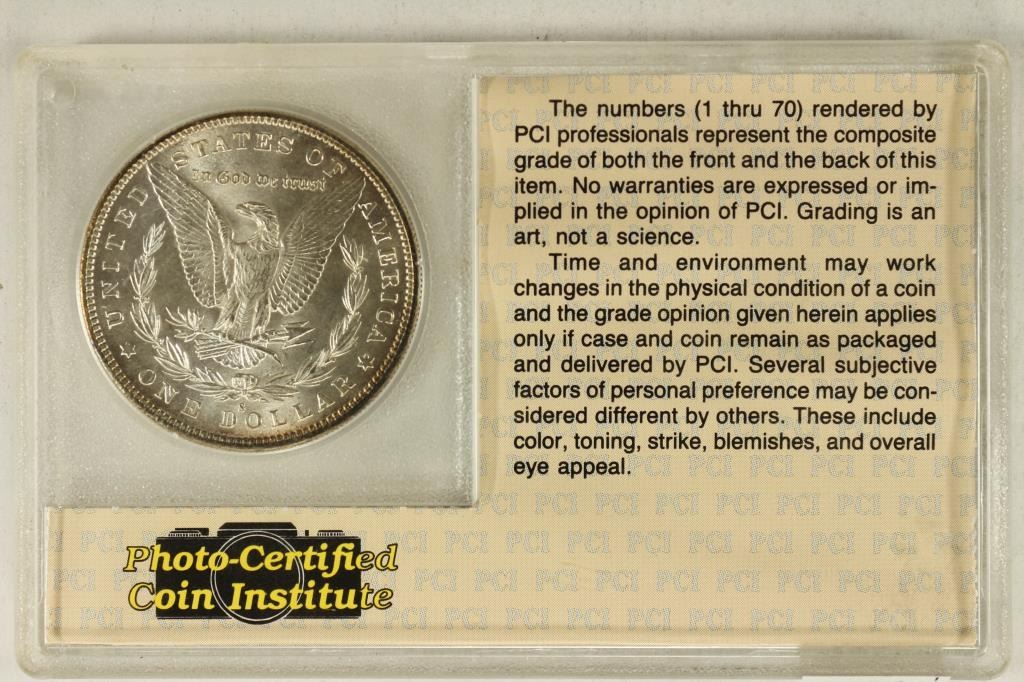 UNITED STATES OF AMERICA
In God we trust
ONE DOLLAR
S
The numbers (1 thru 70) rendered by
PCI professionals represent the composite
grade of both the front and the back of this
item. No warranties are expressed or im-
plied in the opinion of PCI. Grading is an
art, not a science.
Time and environment may work
changes in the physical condition of a coin
and the grade opinion given herein applies
only if case and coin remain as packaged
and delivered by PCI. Several subjective
factors of personal preference may be con-
sidered different by others. These include
color, toning, strike, blemishes, and overall
eye appeal.
Photo-Certified
Coin Institute